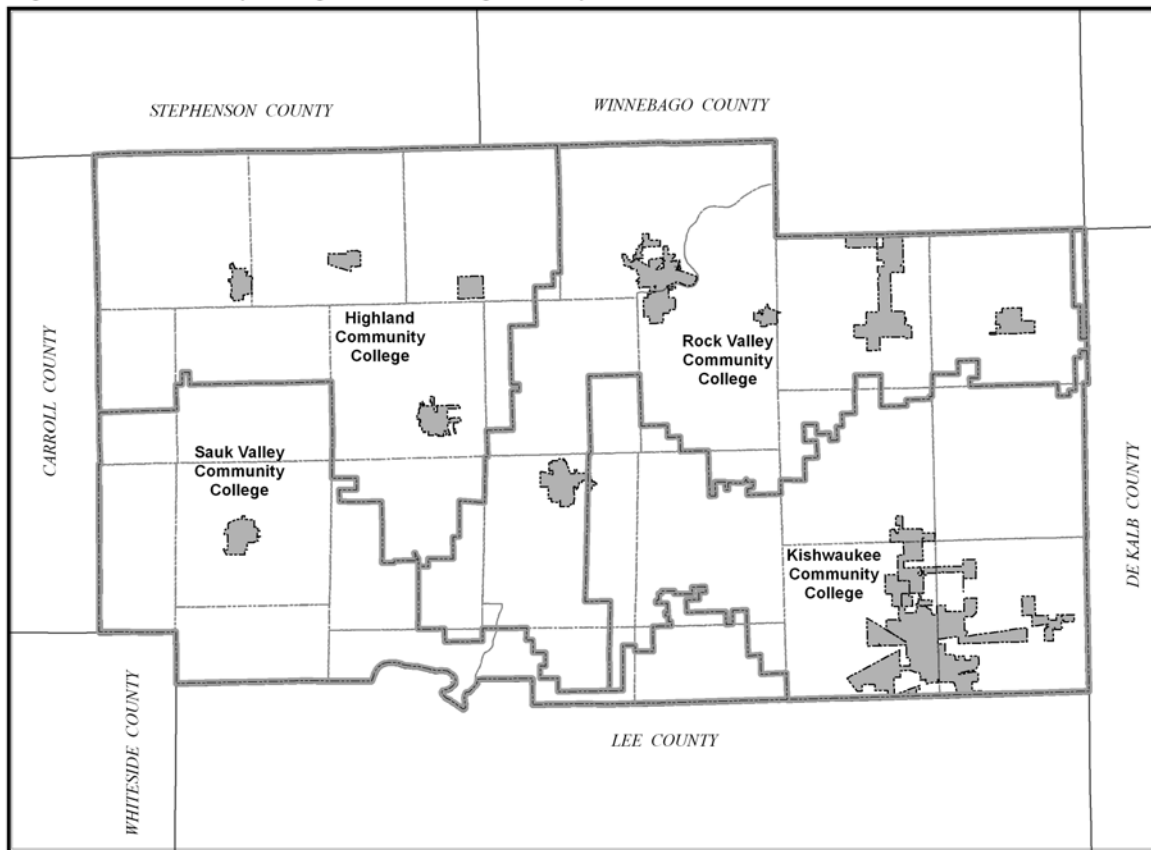 STEPHENSON COUNTY
WINNEBAGO COUNTY
CARROLL COUNTY
Highland
Community
College
Rock Valley
Community
College
Sauk Valley
Community
College
Kishwaukee
Community
College
DE KALB COUNTY
WHITESIDE COUNTY
LEE COUNTY